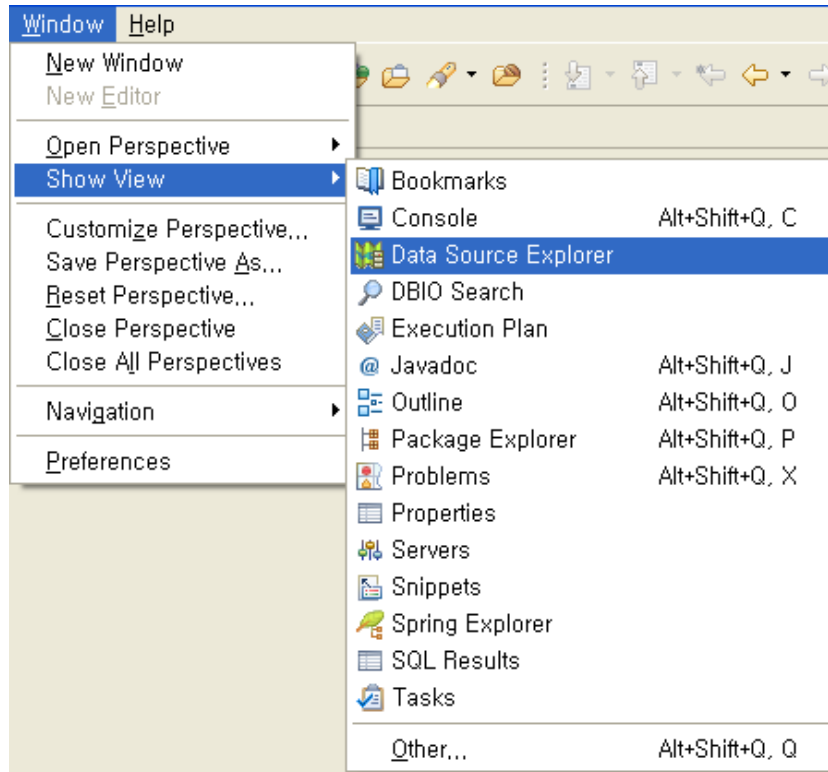 Window Help
New Window
New Editor
Open Perspective
Show View
Customize Perspective...
Save Perspective As...
Reset Perspective...
Close Perspective
Close All Perspectives
Navigation
Preferences
Bookmarks
Console Alt+Shift+Q, C
Data Source Explorer
DBIO Search
Execution Plan
Javadoc Alt+Shift+Q, J
Outline Alt+Shift+Q, O
Package Explorer Alt+Shift+Q, P
Problems Alt+Shift+Q, X
Properties
Servers
Snippets
Spring Explorer
SQL Results
Tasks
Other... Alt+Shift+Q, Q